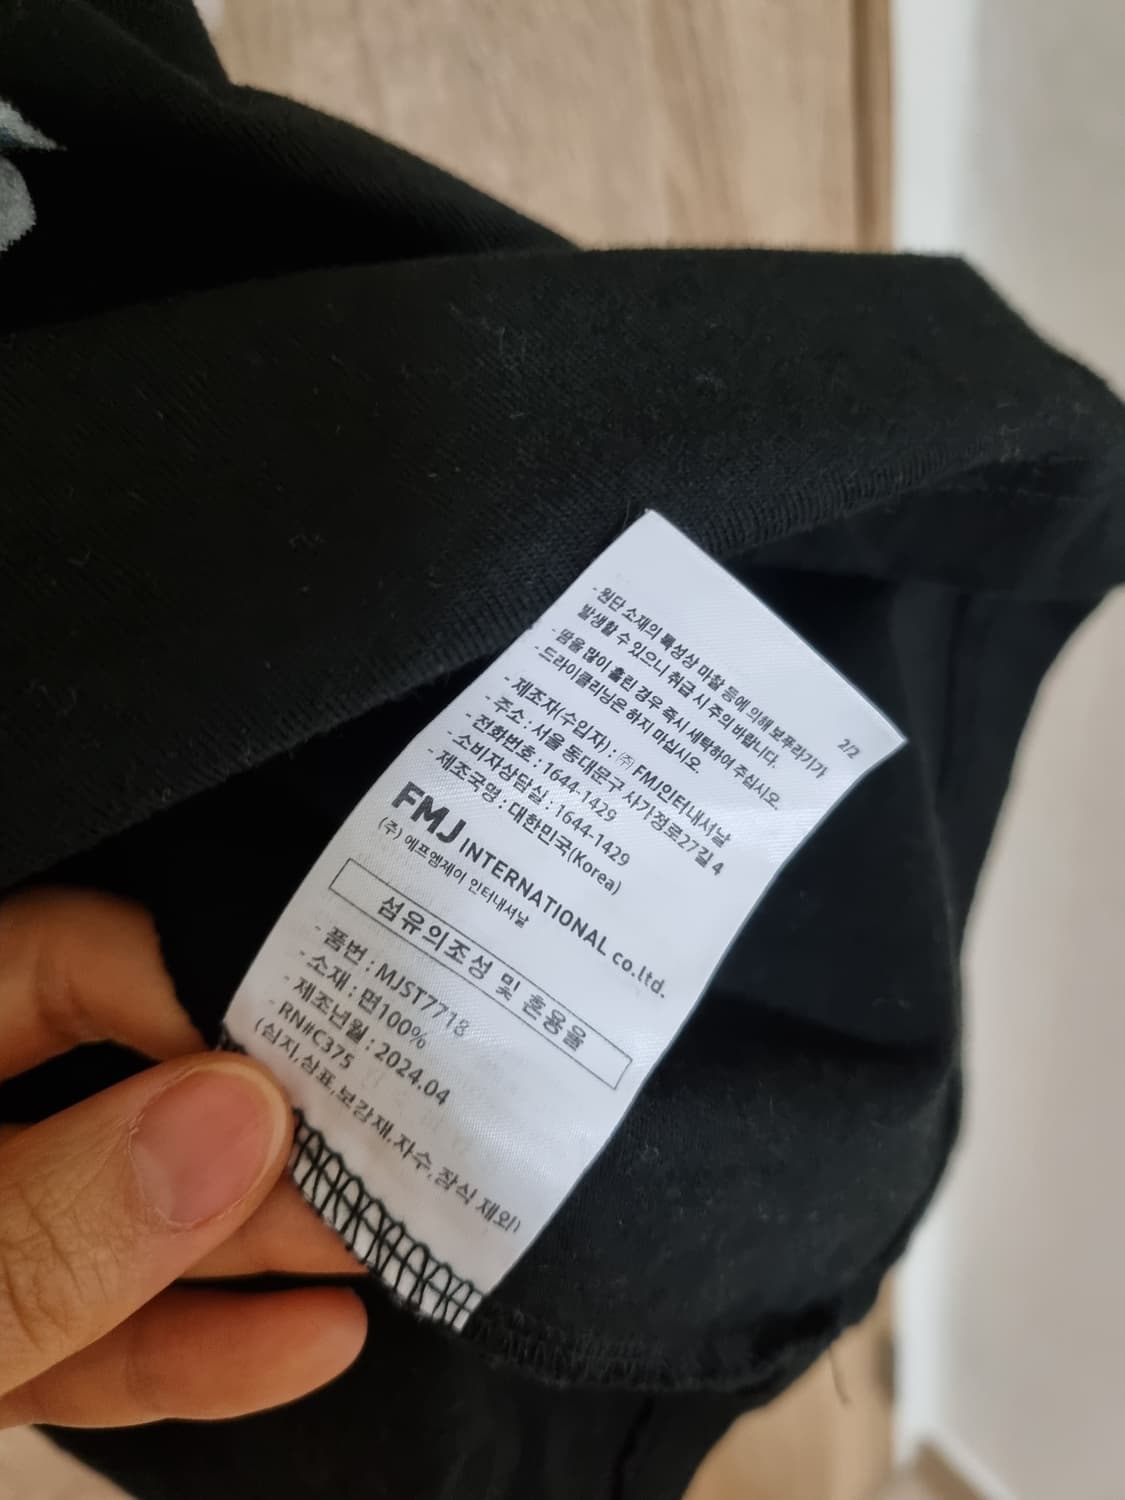 - 원단 소재의 특성상 마찰 등에 의해 보푸라기가
발생할 수 있으니 취급 시 주의 바랍니다.
- 땀을 많이 흘린 경우 즉시 세탁하여 주십시오.
- 드라이클리닝은 하지 마십시오.
2/2
- 제조자(수입자) : ㈜ FMJ인터내셔날
- 주소 : 서울 동대문구 사가정로27길 4
- 전화번호 : 1644-1429
- 소비자상담실 : 1644-1429
- 제조국명 : 대한민국(Korea)
FMJ INTERNATIONAL co.ltd.
(주) 에프엠제이 인터내셔날
섬유의조성 및 혼용율
- 품번 : MJST7718
- 소재 : 면100%
- 제조년월 : 2024.04
- RN#C375
(심지,상표,보강재,자수,장식 제외)